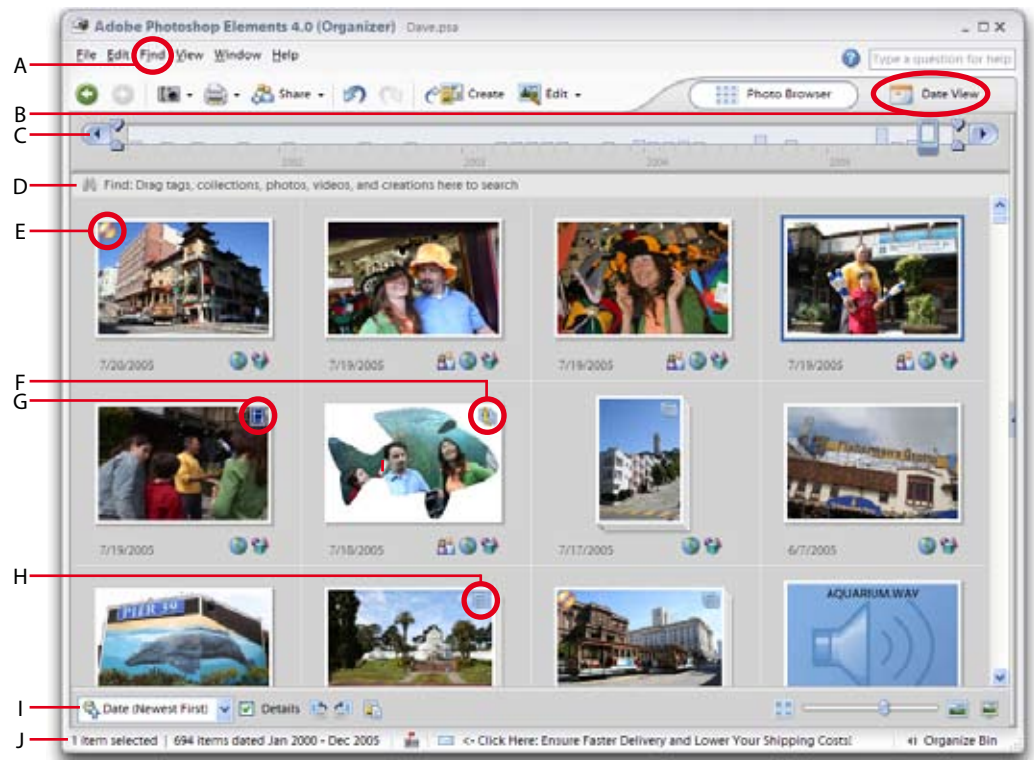 Adobe Photoshop Elements 4.0 (Organizer) Dave.psa
File Edit Find View Window Help
Type a question for help
A
Share Create Edit Photo Browser Date View
B
C
2002 2003 2004 2005
D
Find: Drag tags, collections, photos, videos, and creations here to search
E
7/20/2005 7/19/2005 7/19/2005 7/19/2005
F
G
Fishermen's Grotto
7/19/2005 7/18/2005 7/17/2005 6/7/2005
H
PIER 39
AQUARIUM.WAV
I
Date (Newest First) Details
J
1 item selected | 694 items dated Jan 2000 - Dec 2005 <- Click Here: Ensure Faster Delivery and Lower Your Shipping Costs! Organize Bin